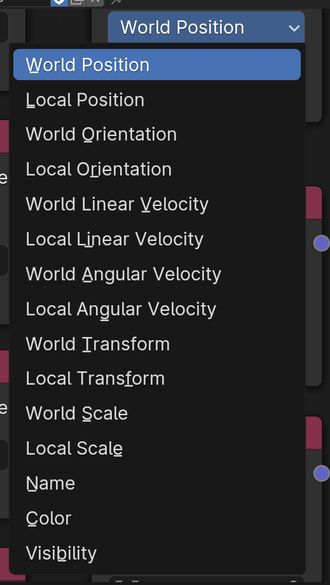 World Position
World Position
Local Position
World Orientation
Local Orientation
World Linear Velocity
Local Linear Velocity
World Angular Velocity
Local Angular Velocity
World Transform
Local Transform
World Scale
Local Scale
Name
Color
Visibility